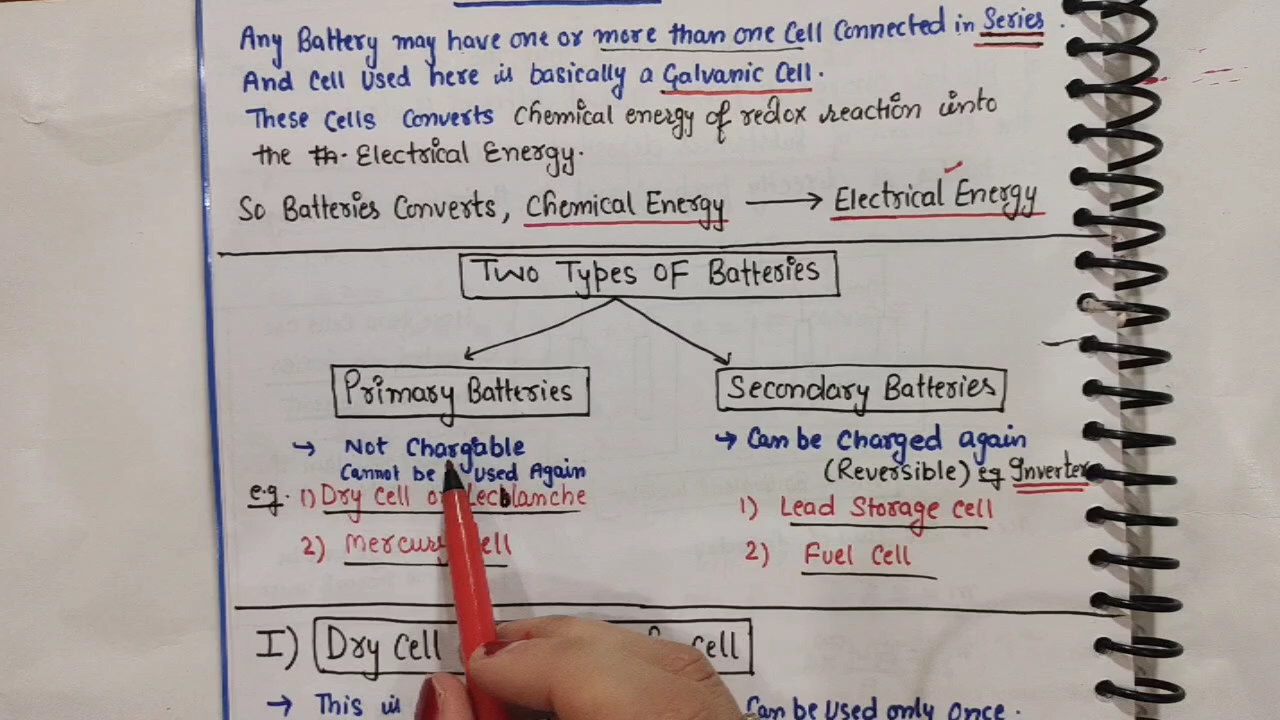 Any Battery may have one or more than one Cell Connected in Series.
And Cell Used here is basically a Galvanic Cell.
These Cells Converts Chemical energy of redox reaction into
the th. Electrical Energy.
So Batteries Converts, Chemical Energy → Electrical Energy
Two Types Of Batteries
Primary Batteries
→ Not Chargable
Cannot be used Again
e.g. 1) Dry Cell or Leclanche
2) Mercury Cell
Secondary Batteries
→ Can be Charged again
(Reversible) eg Inverter
1) Lead Storage Cell
2) Fuel Cell
I) Dry Cell cell
→ This is Can be Used only Once.